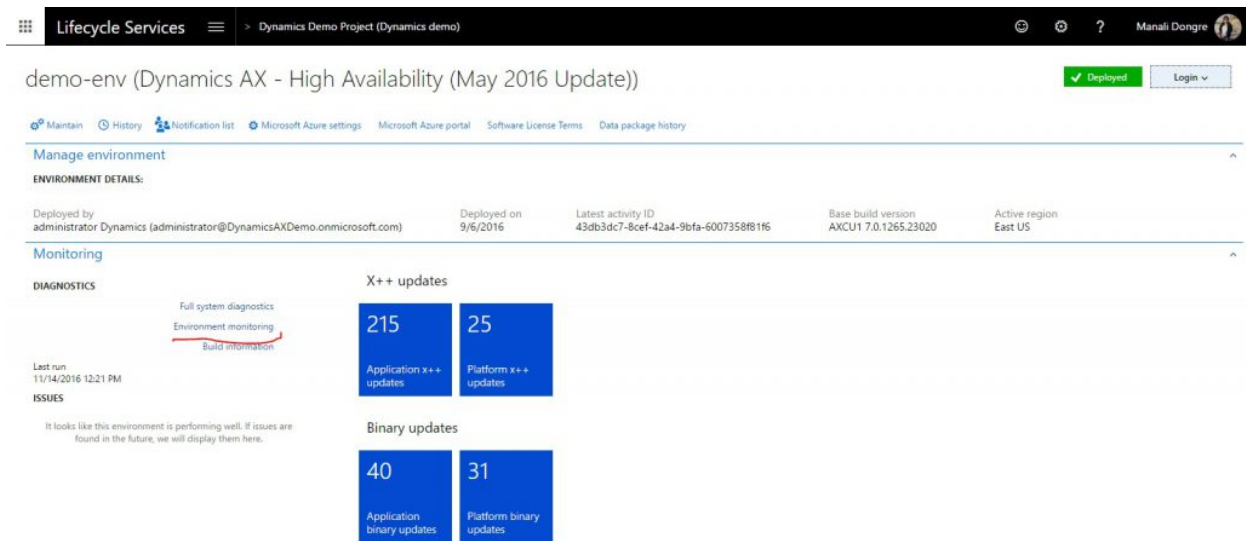 Lifecycle Services > Dynamics Demo Project (Dynamics demo) ? Manali Dongre
demo-env (Dynamics AX - High Availability (May 2016 Update)) Deployed Login
Maintain History Notification list Microsoft Azure settings Microsoft Azure portal Software License Terms Data package history
Manage environment
ENVIRONMENT DETAILS:
Deployed by Deployed on Latest activity ID Base build version Active region
administrator Dynamics (administrator@DynamicsAXDemo.onmicrosoft.com) 9/6/2016 43db3dc7-8cef-42a4-9bfa-6007358f81f6 AXCU1 7.0.1265.23020 East US
Monitoring
DIAGNOSTICS
Full system diagnostics
Environment monitoring
Build information
Last run
11/14/2016 12:21 PM
ISSUES
It looks like this environment is performing well. If issues are
found in the future, we will display them here.
X++ updates
215
Application x++
updates
25
Platform x++
updates
Binary updates
40
Application
binary updates
31
Platform binary
updates